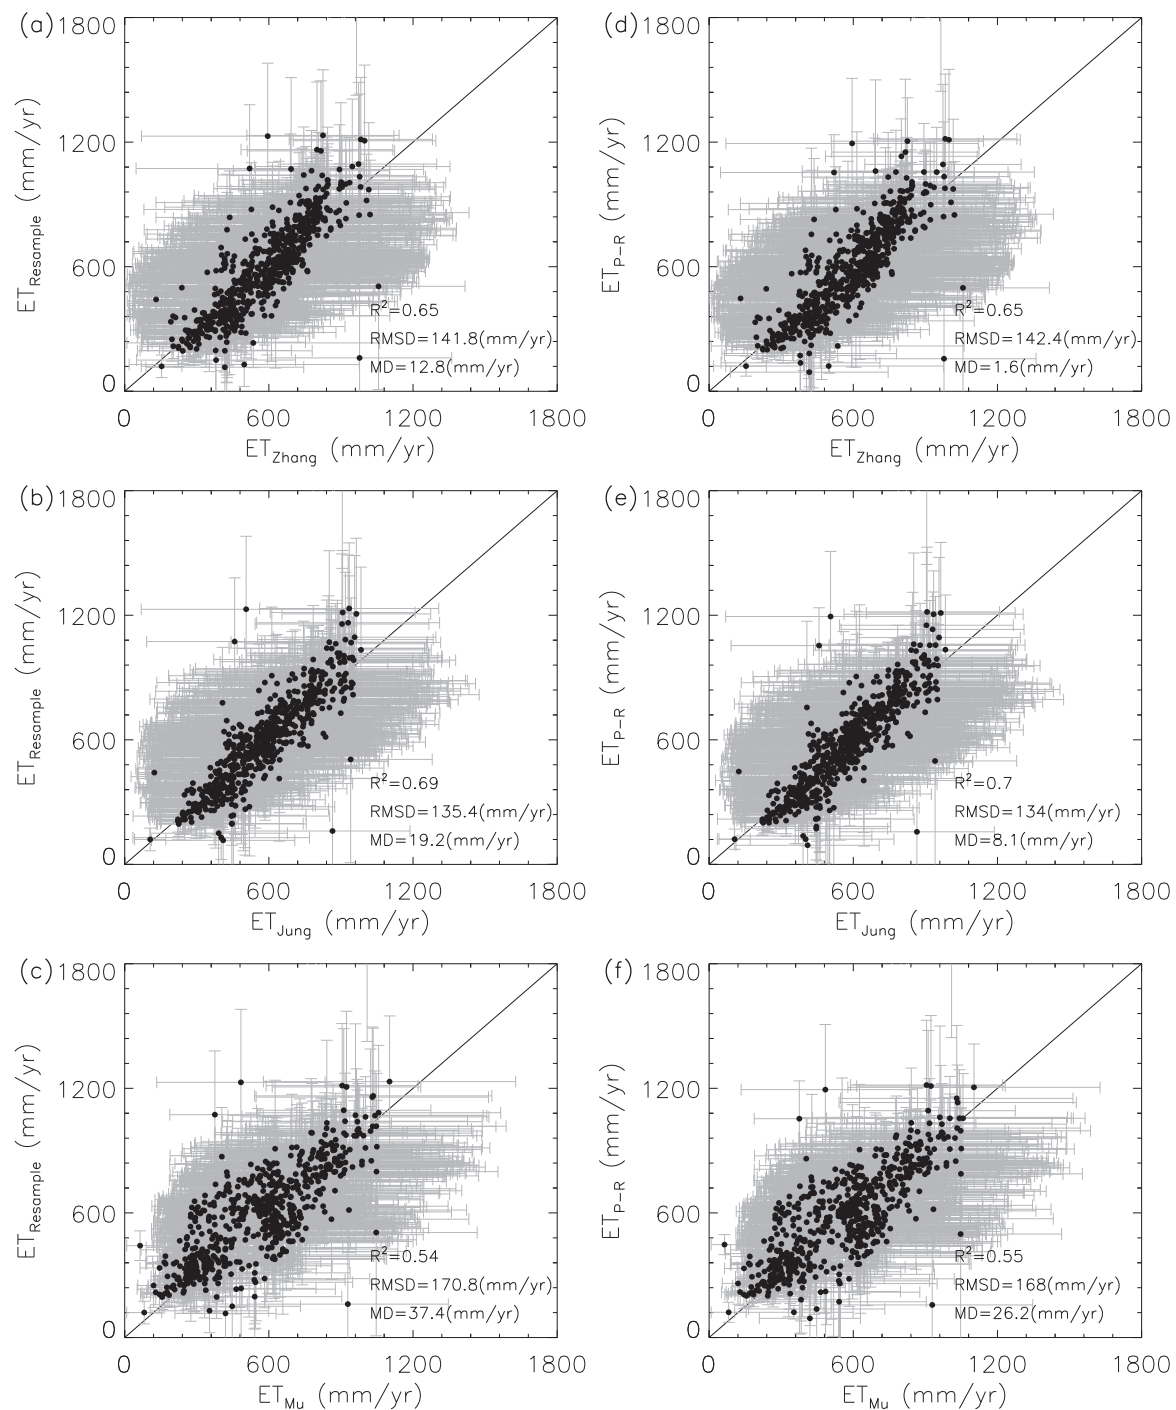 (a)
1800
1200
600
0
ET_Resample (mm/yr)
R²=0.65
RMSD=141.8(mm/yr)
MD=12.8(mm/yr)
0 600 1200 1800
ET_Zhang (mm/yr)
(d)
1800
1200
600
0
ET_P-R (mm/yr)
R²=0.65
RMSD=142.4(mm/yr)
MD=1.6(mm/yr)
0 600 1200 1800
ET_Zhang (mm/yr)
(b)
1800
1200
600
0
ET_Resample (mm/yr)
R²=0.69
RMSD=135.4(mm/yr)
MD=19.2(mm/yr)
0 600 1200 1800
ET_Jung (mm/yr)
(e)
1800
1200
600
0
ET_P-R (mm/yr)
R²=0.7
RMSD=134(mm/yr)
MD=8.1(mm/yr)
0 600 1200 1800
ET_Jung (mm/yr)
(c)
1800
1200
600
0
ET_Resample (mm/yr)
R²=0.54
RMSD=170.8(mm/yr)
MD=37.4(mm/yr)
0 600 1200 1800
ET_Mu (mm/yr)
(f)
1800
1200
600
0
ET_P-R (mm/yr)
R²=0.55
RMSD=168(mm/yr)
MD=26.2(mm/yr)
0 600 1200 1800
ET_Mu (mm/yr)